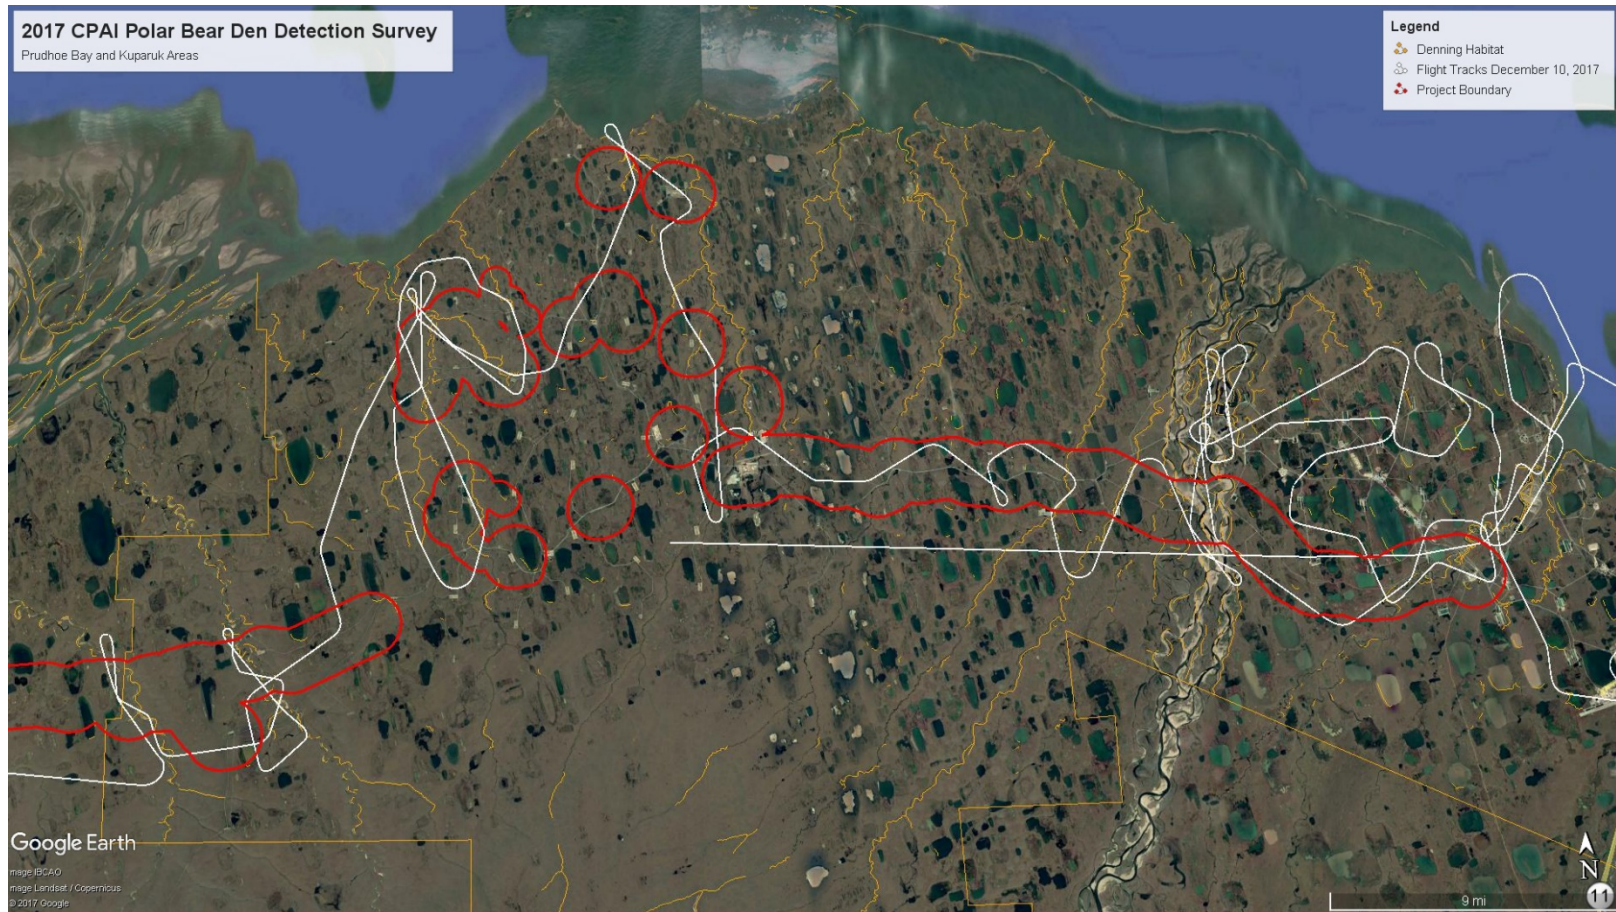 2017 CPAI Polar Bear Den Detection Survey
Prudhoe Bay and Kuparuk Areas
Legend
Denning Habitat
Flight Tracks December 10, 2017
Project Boundary
Google Earth
mage IBCAO
mage Landsat / Copernicus
© 2017 Google
N
11
9 mi